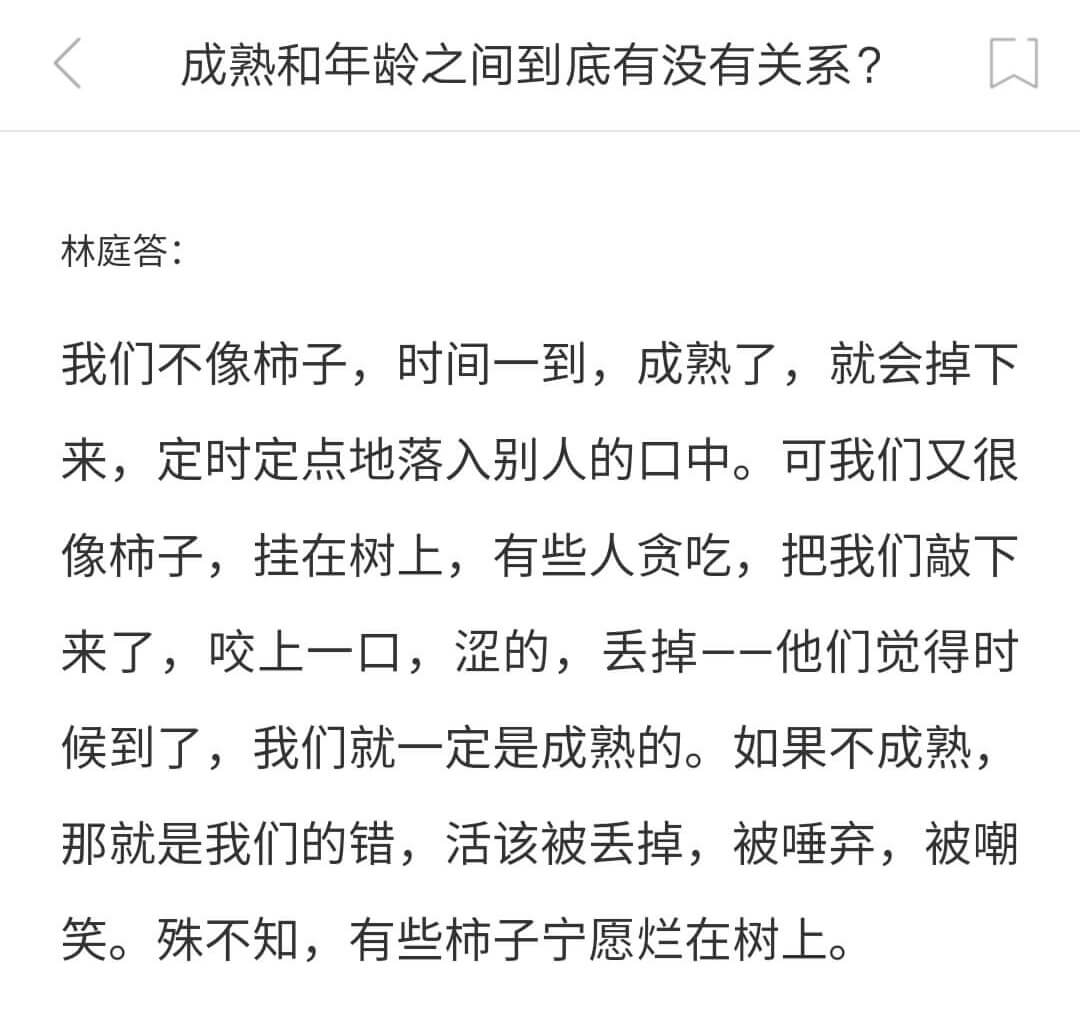 成熟和年龄之间到底有没有关系？
林庭答：
我们不像柿子，时间一到，成熟了，就会掉下
来，定时定点地落入别人的口中。可我们又很
像柿子，挂在树上，有些人贪吃，把我们敲下
来了，咬上一口，涩的，丢掉——他们觉得时
候到了，我们就一定是成熟的。如果不成熟，
那就是我们的错，活该被丢掉，被唾弃，被嘲
笑。殊不知，有些柿子宁愿烂在树上。